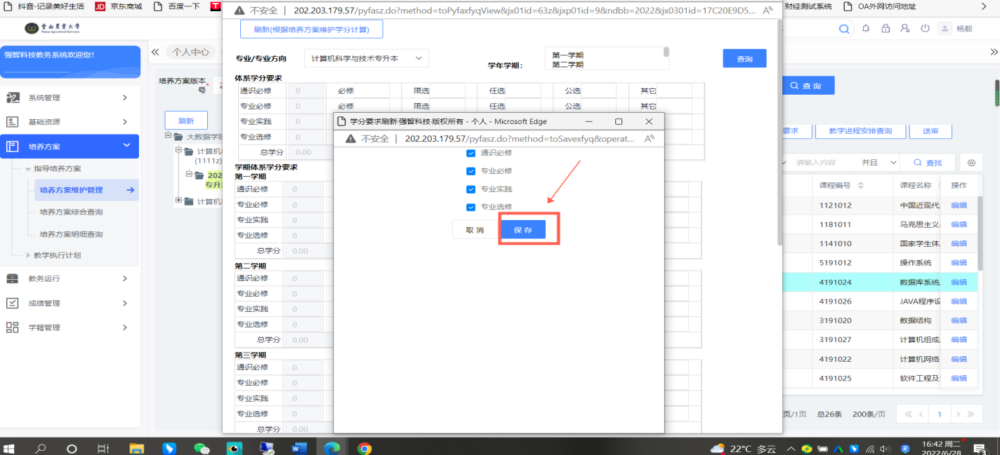 抖音-记录美好生活
JD 京东商城
百度一下
T
不安全 | 202.203.179.57/pyfasz.do?method=toPyfaxfyqView&jx01id=63z&jxp01id=9&ndbb=2022&jx0301id=17C20E9D5...
财经测试系统
OA外网访问地址
雲南農業大學
Yunnan Agricultural University
刷新(根据培养方案维护学分计算)
杨毅
强智科技教务系统欢迎您!
个人中心
专业/专业方向
计算机科学与技术专升本
学年学期:
第一学期
第二学期
查询
培养方案版本号*
查 询
体系学分要求
通识必修 0 必修 限选 任选 公选 其它
专业必修 0 必修 限选 任选 公选 其它
专业实践 0
专业选修 0
总学分 0.00
系统管理
基础资源
培养方案
指导培养方案
培养方案维护管理
培养方案综合查询
培养方案明细查询
教学执行计划
教务运行
成绩管理
学籍管理
刷新
大数据学院
计算机
(1111z)
202
专升
计算机
学分要求刷新-强智科技-版权所有 - 个人 - Microsoft Edge
不安全 | 202.203.179.57/pyfasz.do?method=toSavexfyq&operat...
通识必修
专业必修
专业实践
专业选修
取 消
保 存
学期体系学分要求
第一学期
通识必修 0
专业必修 0
专业实践 0
专业选修 0
总学分 0.00
第二学期
通识必修 0
专业必修 0
专业实践 0
专业选修 0
总学分 0.00
第三学期
通识必修 0
专业必修 0
专业实践 0
专业选修 0
总学分 0.00
要求
教学进程安排查询
送审
请输入内容
并且
查找
课程编号 课程名称 操作
1121012 中国近现代 编辑
1181011 马克思主义 编辑
1141010 国家学生体 编辑
5191012 操作系统 编辑
4191024 数据库系统 编辑
4191026 JAVA程序设 编辑
3191020 数据结构 编辑
3191027 计算机组成 编辑
4191022 计算机网络 编辑
4191025 软件工程及 编辑
页/1页 总26条 200条/页 1
22°C 多云
16:42 周二
2022/6/28
3